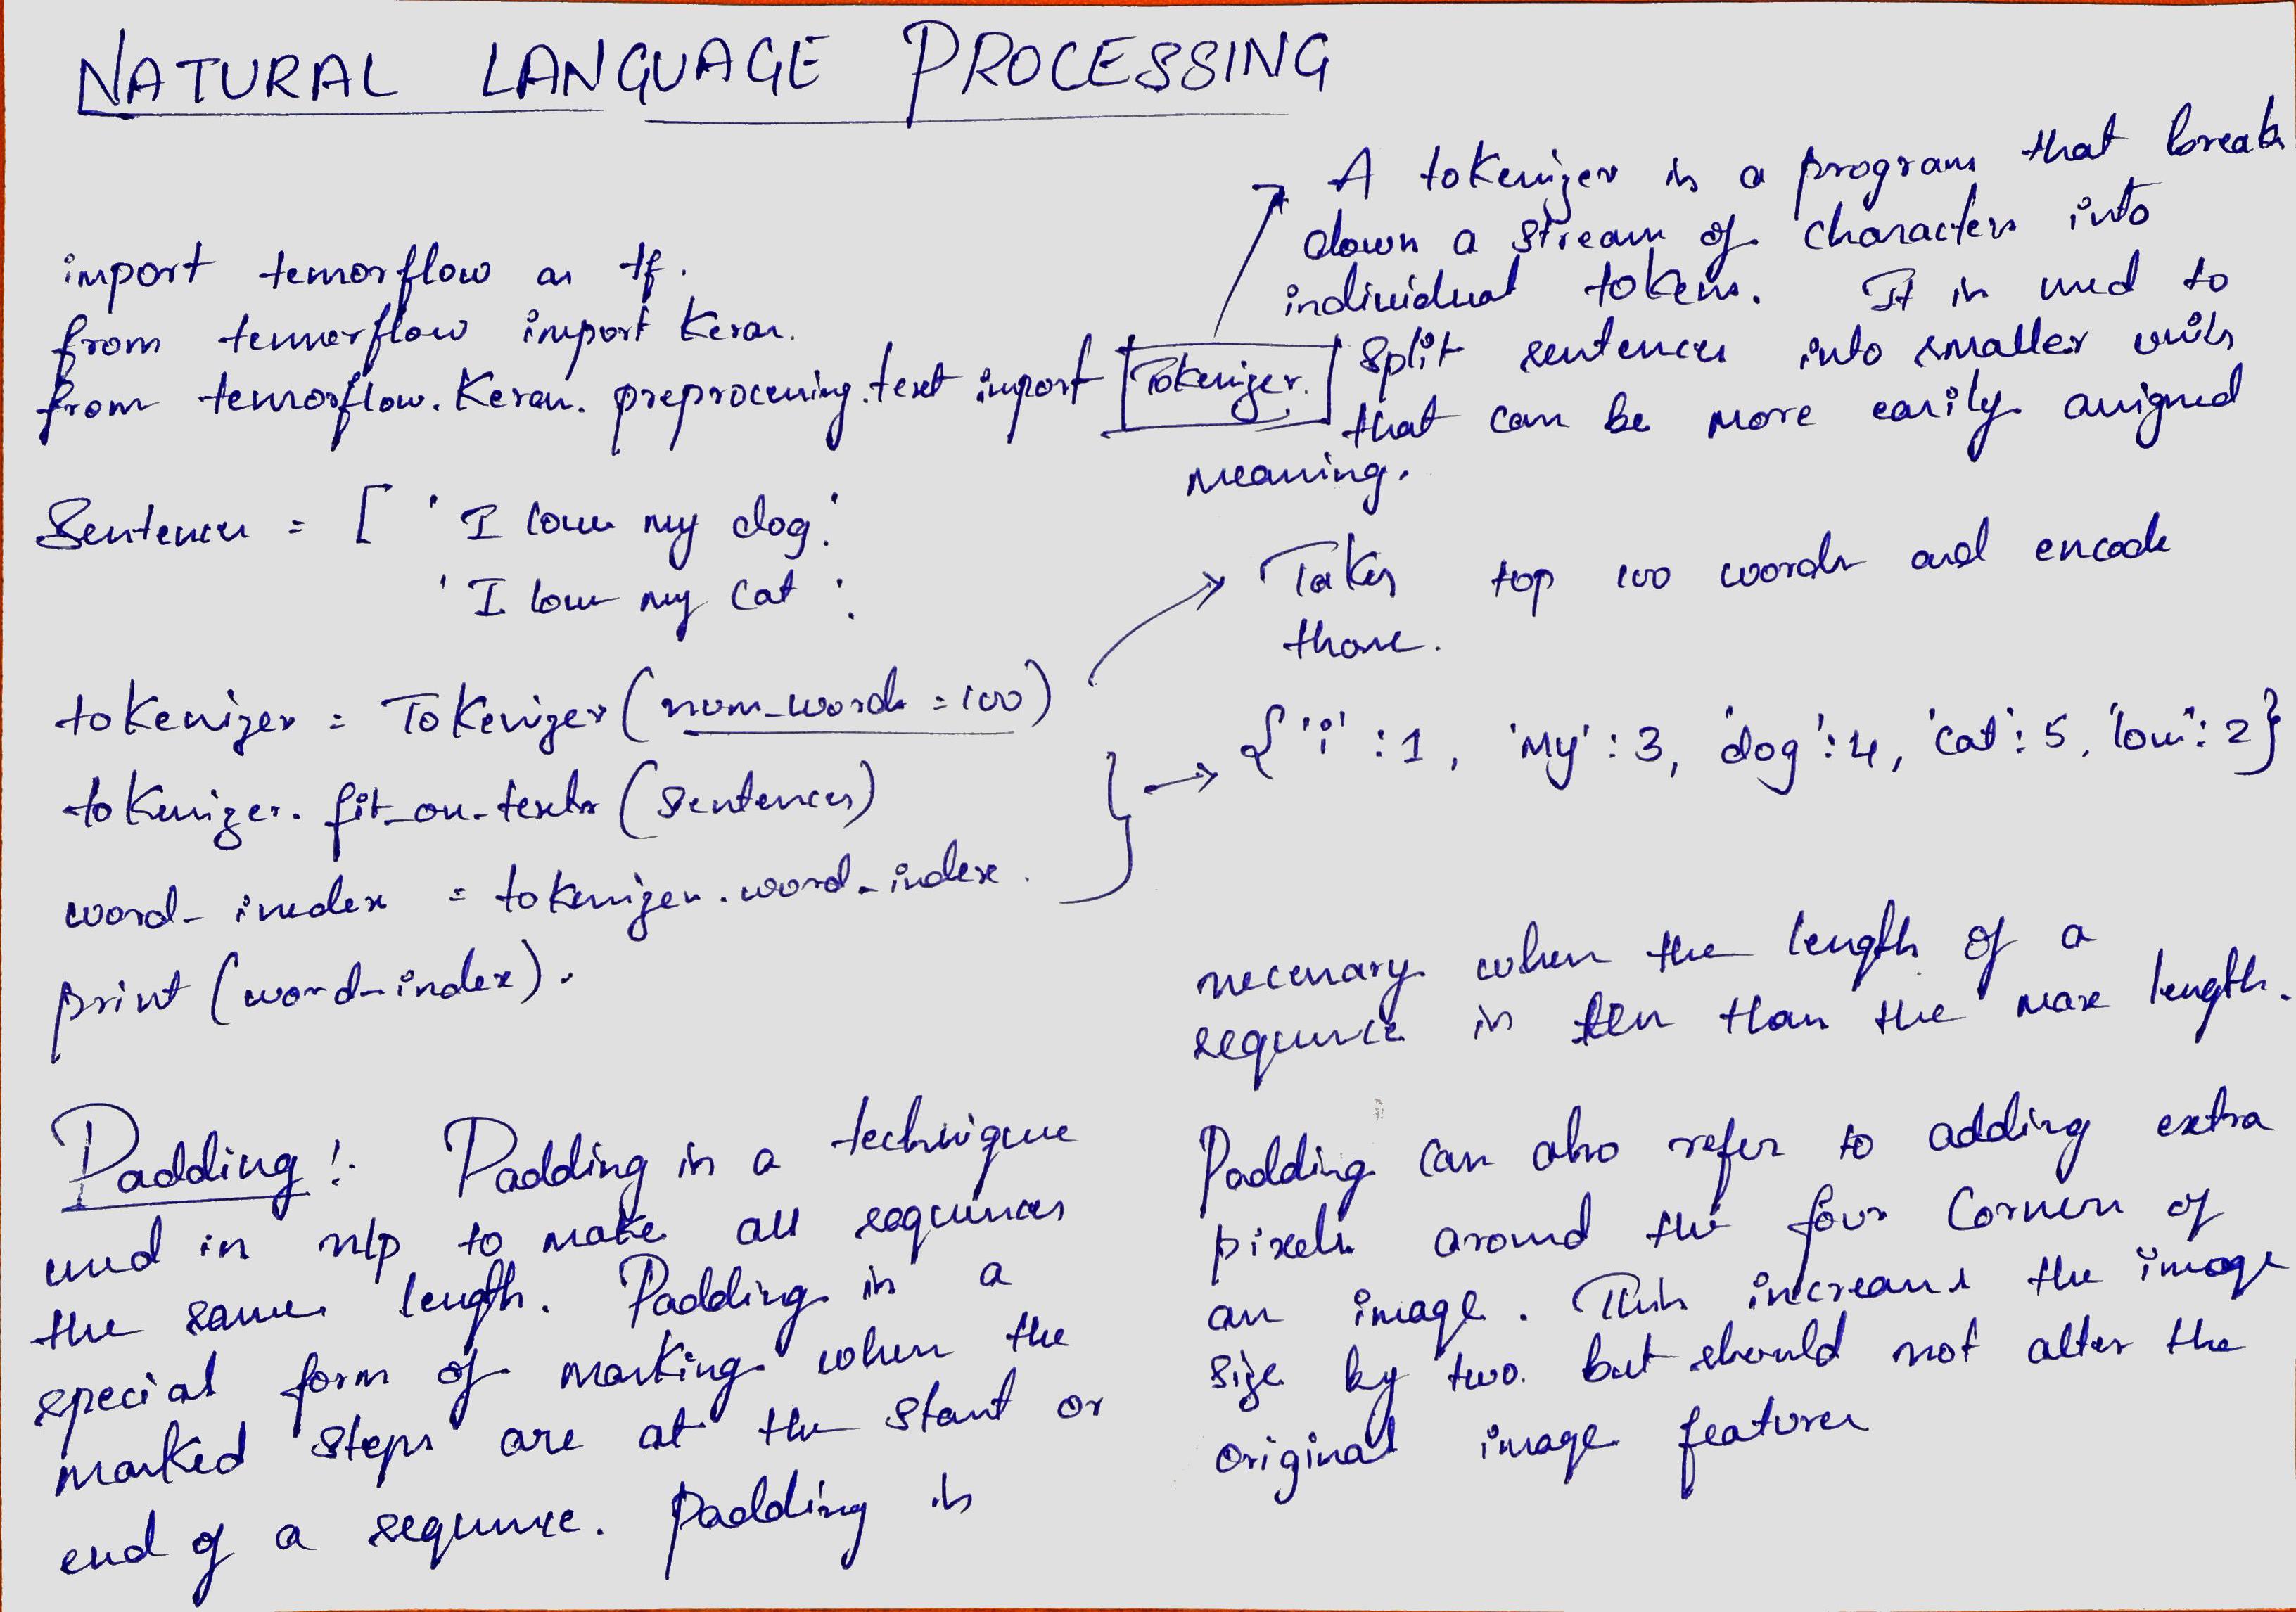 NATURAL LANGUAGE PROCESSING
import tensorflow as tf.
from tensorflow import Keras.
from tensorflow.Keras.preprocessing.text import Tokenizer.
A tokenizer is a program that breaks
down a stream of characters into
individual tokens. It is used to
split sentences into smaller units
that can be more easily assigned
meaning.
Sentences = [ 'I love my dog'
'I love my cat'
tokenizer = Tokenizer (num_words = 100)
Takes top 100 words and encode
those.
tokenizer. fit_on_texts (sentences)
word_inedex = tokenizer.word_index.
print (word_index).
{ 'i' : 1, 'My' : 3, 'dog' : 4, 'cat' : 5, 'love' : 2 }
Padding :- Padding is a technique
used in nlp to make all sequences
the same length. Padding is a
special form of masking when the
masked steps are at the start or
end of a sequence. Padding is
necessary when the length of a
sequence is less than the max length.
Padding can also refer to adding extra
pixels around the four corners of
an image. This increases the image
size by two but should not alter the
original image features